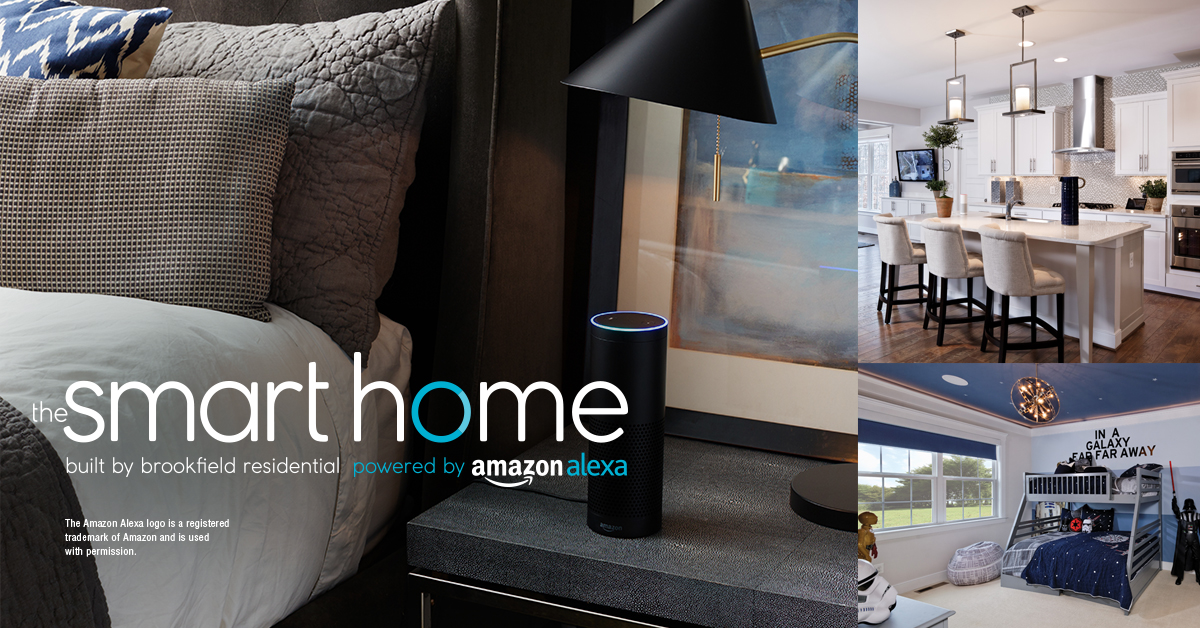 the smart home
built by brookfield residential powered by amazon alexa
The Amazon Alexa logo is a registered
trademark of Amazon and is used
with permission.
amazon
IN A
GALAXY
FAR FAR AWAY